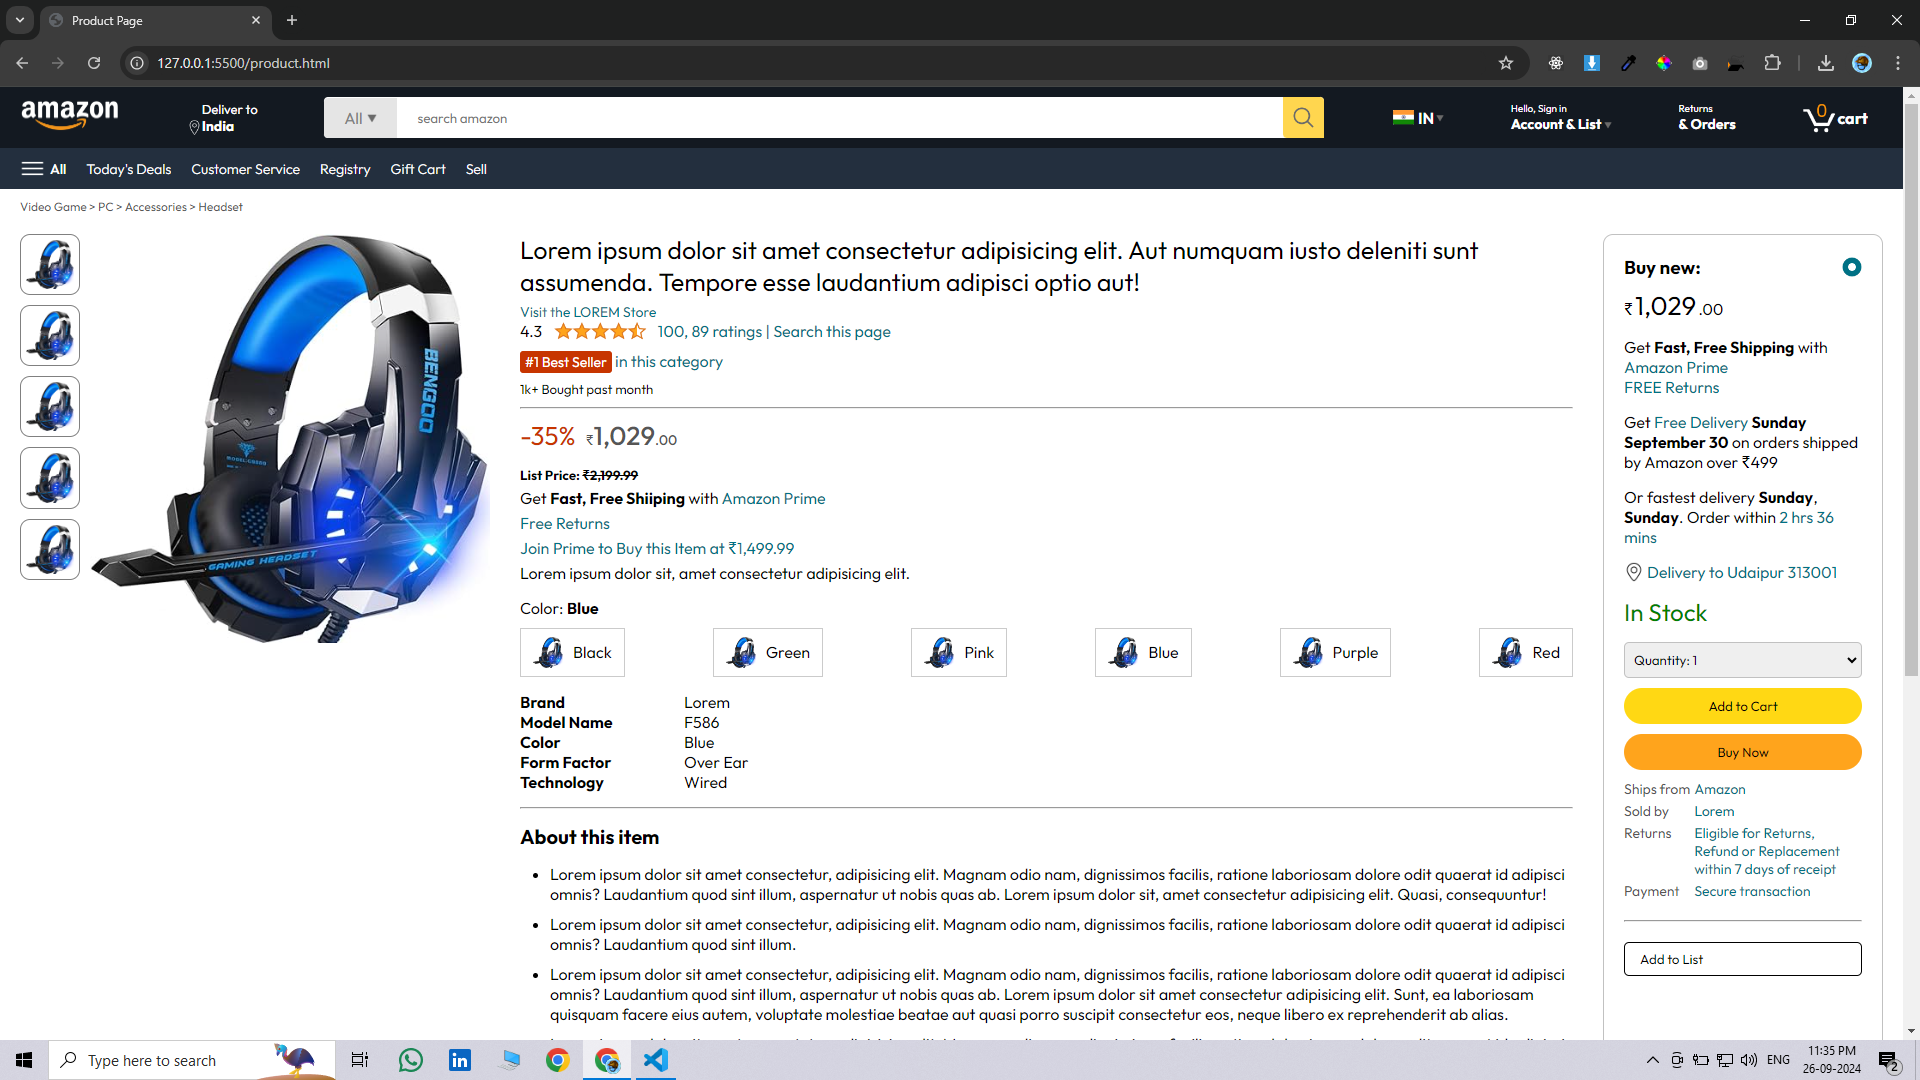 Product Page
127.0.0.1:5500/product.html
amazon
Deliver to
India
All ▼
search amazon
IN ▾
Hello, Sign in
Account & List ▾
Returns
& Orders
0
cart
All
Today's Deals
Customer Service
Registry
Gift Cart
Sell
Video Game > PC > Accessories > Headset
BENGOO
GAMING HEADSET
Lorem ipsum dolor sit amet consectetur adipisicing elit. Aut numquam iusto deleniti sunt
assumenda. Tempore esse laudantium adipisci optio aut!
Visit the LOREM Store
4.3 100, 89 ratings | Search this page
#1 Best Seller in this category
1k+ Bought past month
-35% ₹1,029.00
List Price: ₹2,199.99
Get Fast, Free Shiiping with Amazon Prime
Free Returns
Join Prime to Buy this Item at ₹1,499.99
Lorem ipsum dolor sit, amet consectetur adipisicing elit.
Color: Blue
Black
Green
Pink
Blue
Purple
Red
Brand Lorem
Model Name F586
Color Blue
Form Factor Over Ear
Technology Wired
About this item
• Lorem ipsum dolor sit amet consectetur, adipisicing elit. Magnam odio nam, dignissimos facilis, ratione laboriosam dolore odit quaerat id adipisci
omnis? Laudantium quod sint illum, aspernatur ut nobis quas ab. Lorem ipsum dolor sit, amet consectetur adipisicing elit. Quasi, consequuntur!
• Lorem ipsum dolor sit amet consectetur, adipisicing elit. Magnam odio nam, dignissimos facilis, ratione laboriosam dolore odit quaerat id adipisci
omnis? Laudantium quod sint illum.
• Lorem ipsum dolor sit amet consectetur, adipisicing elit. Magnam odio nam, dignissimos facilis, ratione laboriosam dolore odit quaerat id adipisci
omnis? Laudantium quod sint illum, aspernatur ut nobis quas ab. Lorem ipsum dolor sit amet consectetur adipisicing elit. Sunt, ea laboriosam
quisquam facere eius autem, voluptate molestiae beatae aut quasi porro suscipit consectetur eos, neque libero ex reprehenderit ab alias.
Buy new:
₹1,029.00
Get Fast, Free Shipping with
Amazon Prime
FREE Returns
Get Free Delivery Sunday
September 30 on orders shipped
by Amazon over ₹499
Or fastest delivery Sunday,
Sunday. Order within 2 hrs 36
mins
Delivery to Udaipur 313001
In Stock
Quantity: 1
Add to Cart
Buy Now
Ships from Amazon
Sold by Lorem
Returns Eligible for Returns,
Refund or Replacement
within 7 days of receipt
Payment Secure transaction
Add to List
Type here to search
ENG
11:35 PM
26-09-2024
2